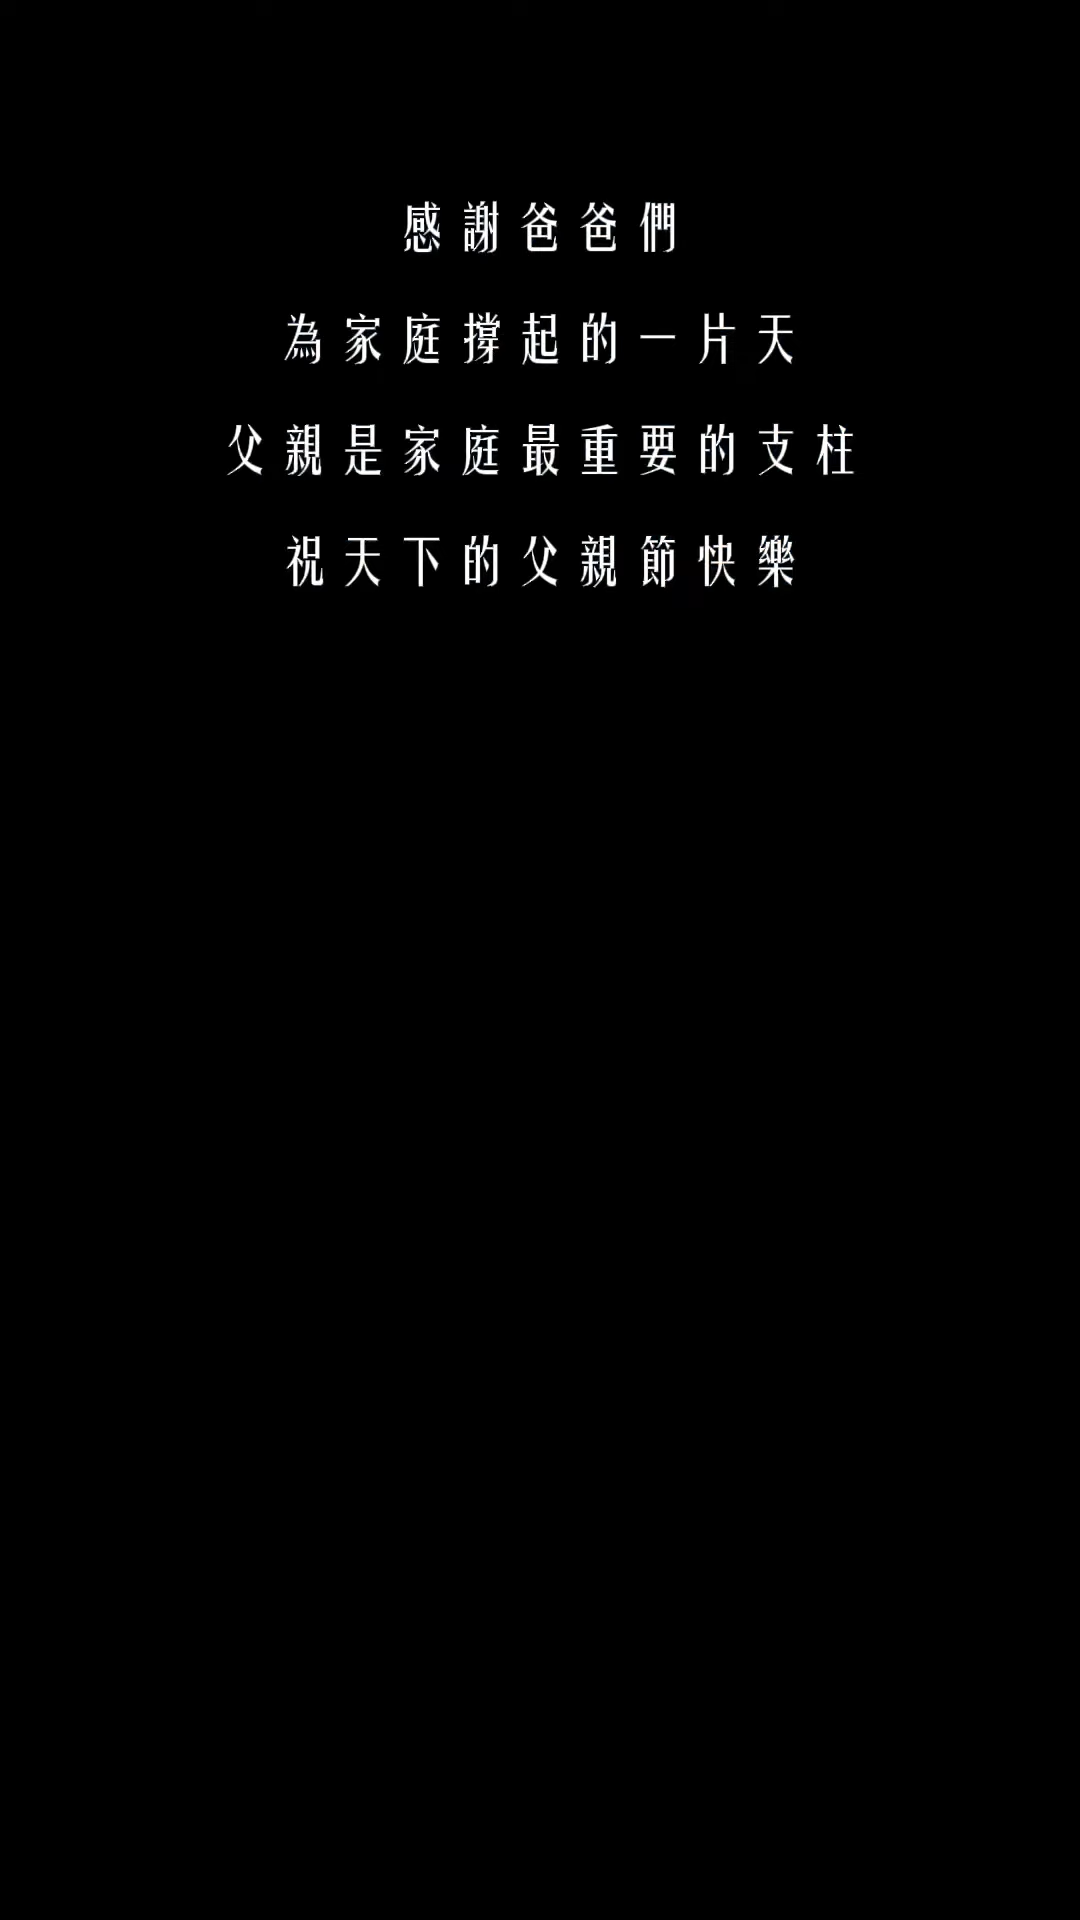 感謝爸爸們
為家庭撐起的一片天
父親是家庭最重要的支柱
祝天下的父親節快樂